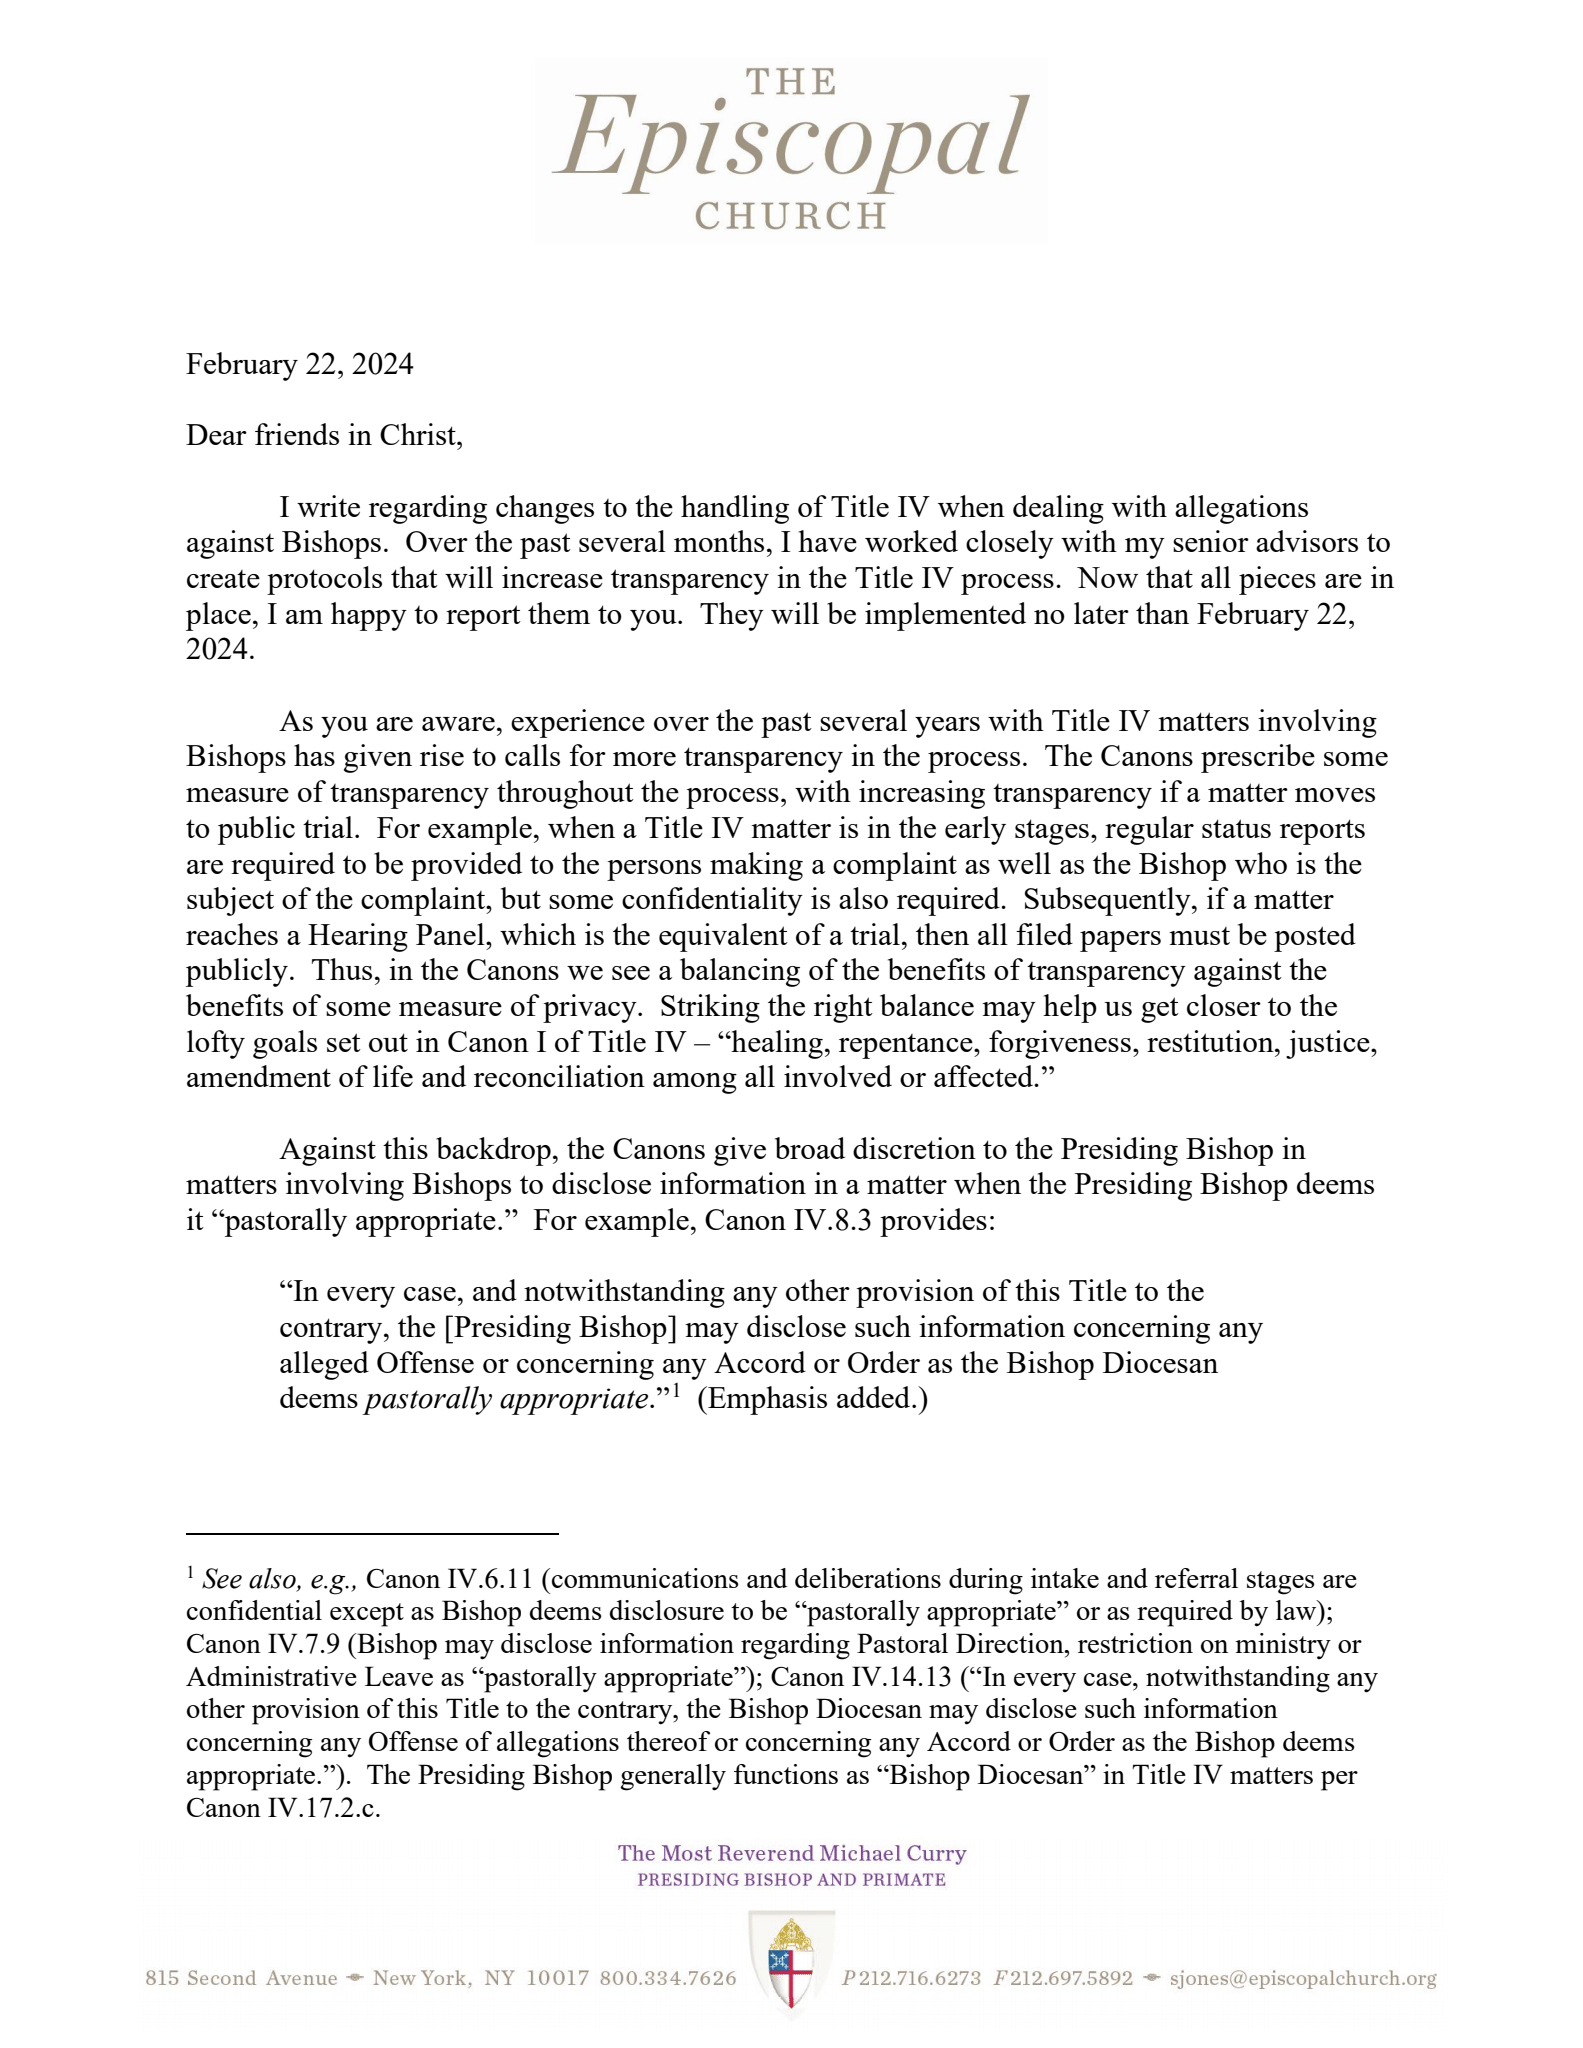 THE
Episcopal
CHURCH
February 22, 2024
Dear friends in Christ,
I write regarding changes to the handling of Title IV when dealing with allegations
against Bishops.  Over the past several months, I have worked closely with my senior advisors to
create protocols that will increase transparency in the Title IV process.  Now that all pieces are in
place, I am happy to report them to you.  They will be implemented no later than February 22,
2024.
As you are aware, experience over the past several years with Title IV matters involving
Bishops has given rise to calls for more transparency in the process.  The Canons prescribe some
measure of transparency throughout the process, with increasing transparency if a matter moves
to public trial.  For example, when a Title IV matter is in the early stages, regular status reports
are required to be provided to the persons making a complaint as well as the Bishop who is the
subject of the complaint, but some confidentiality is also required.  Subsequently, if a matter
reaches a Hearing Panel, which is the equivalent of a trial, then all filed papers must be posted
publicly.  Thus, in the Canons we see a balancing of the benefits of transparency against the
benefits of some measure of privacy.  Striking the right balance may help us get closer to the
lofty goals set out in Canon I of Title IV – “healing, repentance, forgiveness, restitution, justice,
amendment of life and reconciliation among all involved or affected.”
Against this backdrop, the Canons give broad discretion to the Presiding Bishop in
matters involving Bishops to disclose information in a matter when the Presiding Bishop deems
it “pastorally appropriate.”  For example, Canon IV.8.3 provides:
“In every case, and notwithstanding any other provision of this Title to the
contrary, the [Presiding Bishop] may disclose such information concerning any
alleged Offense or concerning any Accord or Order as the Bishop Diocesan
deems pastorally appropriate.”1  (Emphasis added.)
1 See also, e.g., Canon IV.6.11 (communications and deliberations during intake and referral stages are
confidential except as Bishop deems disclosure to be “pastorally appropriate” or as required by law);
Canon IV.7.9 (Bishop may disclose information regarding Pastoral Direction, restriction on ministry or
Administrative Leave as “pastorally appropriate”); Canon IV.14.13 (“In every case, notwithstanding any
other provision of this Title to the contrary, the Bishop Diocesan may disclose such information
concerning any Offense of allegations thereof or concerning any Accord or Order as the Bishop deems
appropriate.”).  The Presiding Bishop generally functions as “Bishop Diocesan” in Title IV matters per
Canon IV.17.2.c.
The Most Reverend Michael Curry
PRESIDING BISHOP AND PRIMATE
815 Second Avenue New York, NY 10017 800.334.7626 P 212.716.6273 F 212.697.5892 sjones@episcopalchurch.org